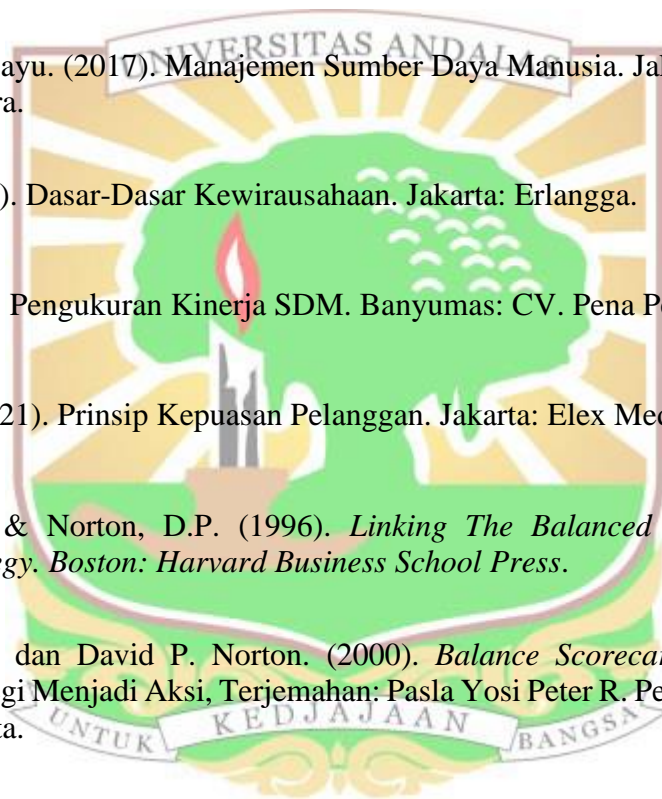 UNIVERSITAS ANDALAS
ayu. (2017). Manajemen Sumber Daya Manusia. Jal
ra.
). Dasar-Dasar Kewirausahaan. Jakarta: Erlangga.
Pengukuran Kinerja SDM. Banyumas: CV. Pena Pe
21). Prinsip Kepuasan Pelanggan. Jakarta: Elex Med
& Norton, D.P. (1996). Linking The Balanced
egy. Boston: Harvard Business School Press.
dan David P. Norton. (2000). Balance Scorecar
gi Menjadi Aksi, Terjemahan: Pasla Yosi Peter R. Pe
ta.
UNTUK KEDJAJAAN BANGSA